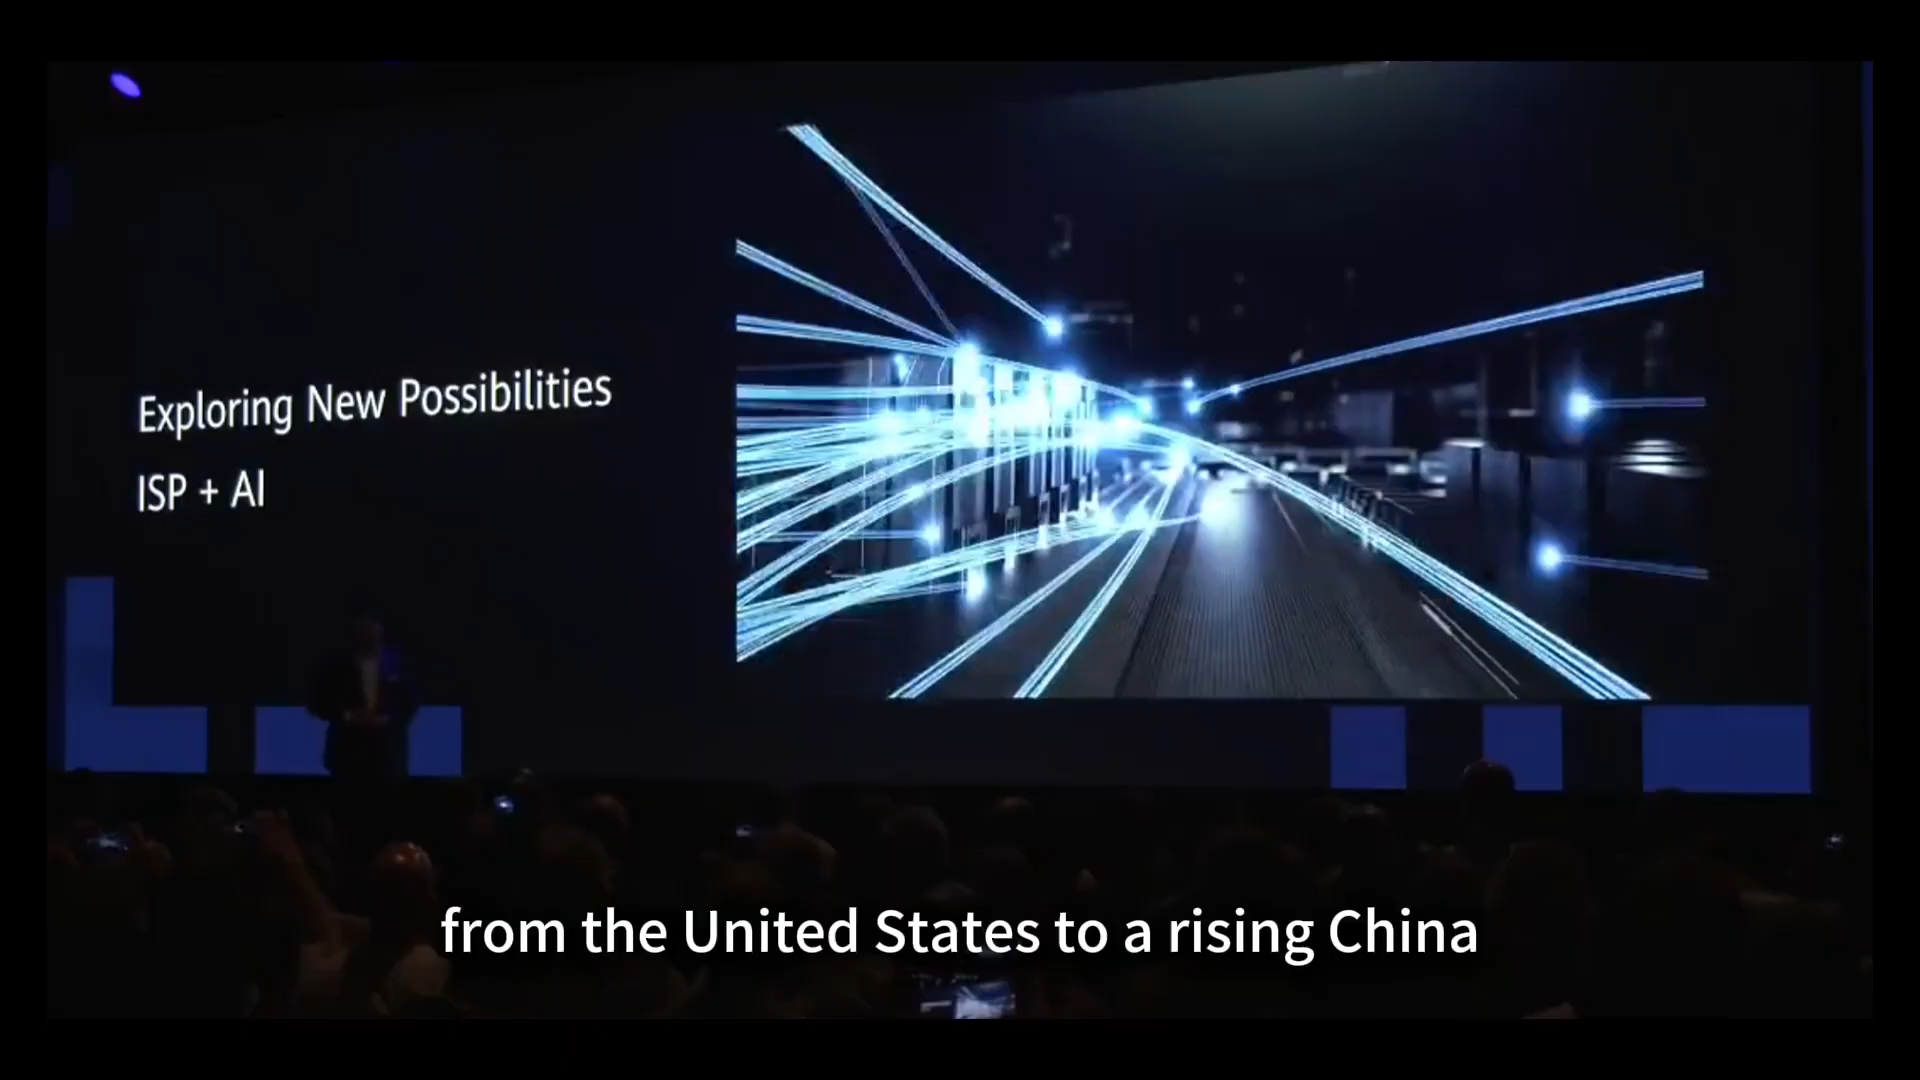 Exploring New Possibilities
ISP + AI
from the United States to a rising China